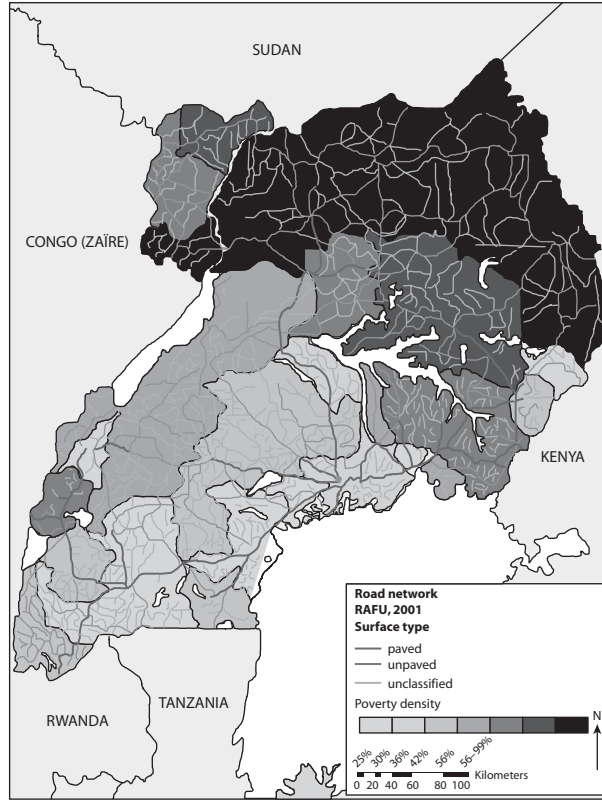 SUDAN
CONGO (ZAÏRE)
KENYA
RWANDA
TANZANIA
Road network
RAFU, 2001
Surface type
paved
unpaved
unclassified
Poverty density
25% 30% 36% 42% 56% 56–99%
0 20 40 60 80 100 Kilometers
N